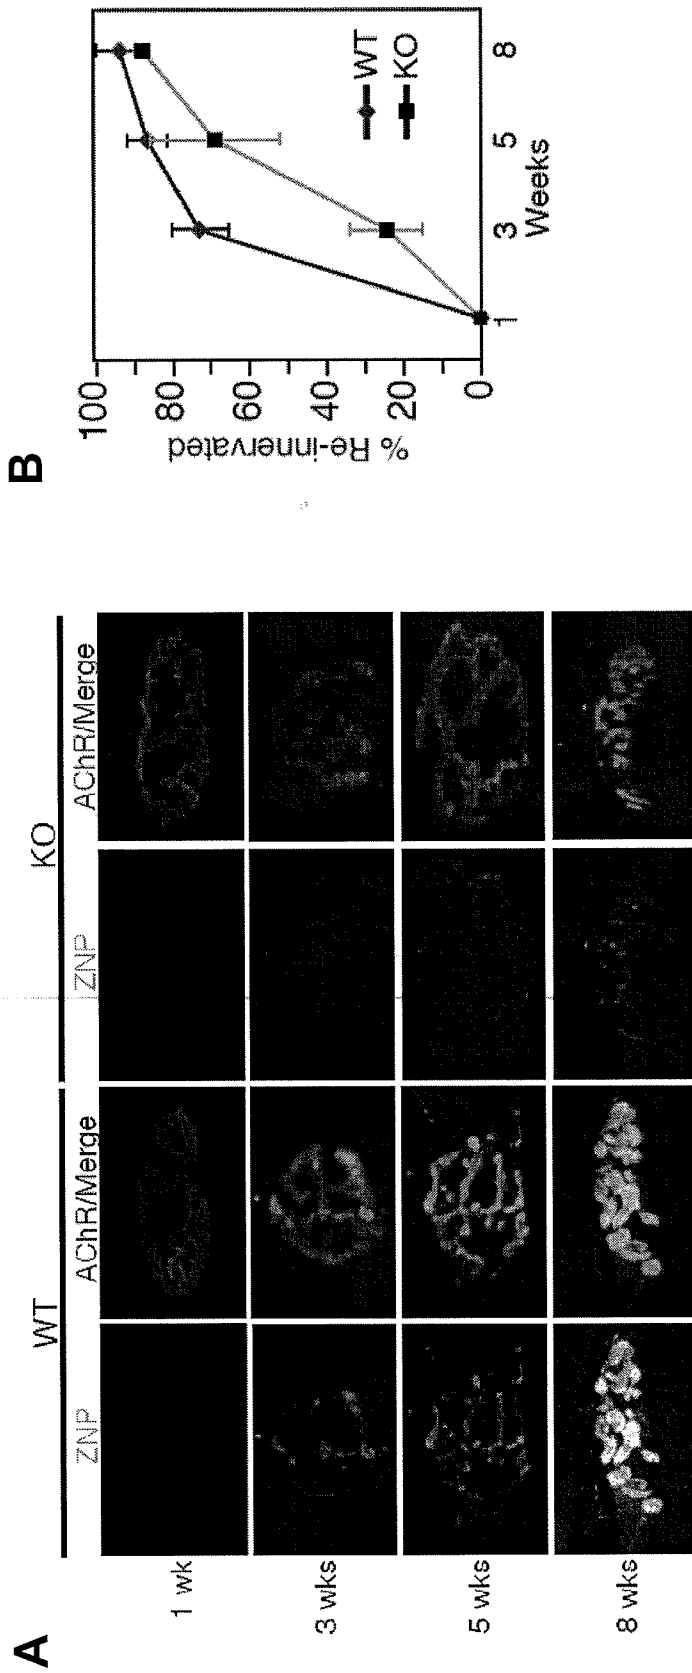 A
WT KO
ZNP AChR/Merge ZNP AChR/Merge
1 wk
3 wks
5 wks
8 wks
B
% Re-innervated
100
80
60
40
20
0
1 3 5 8
Weeks
WT
KO